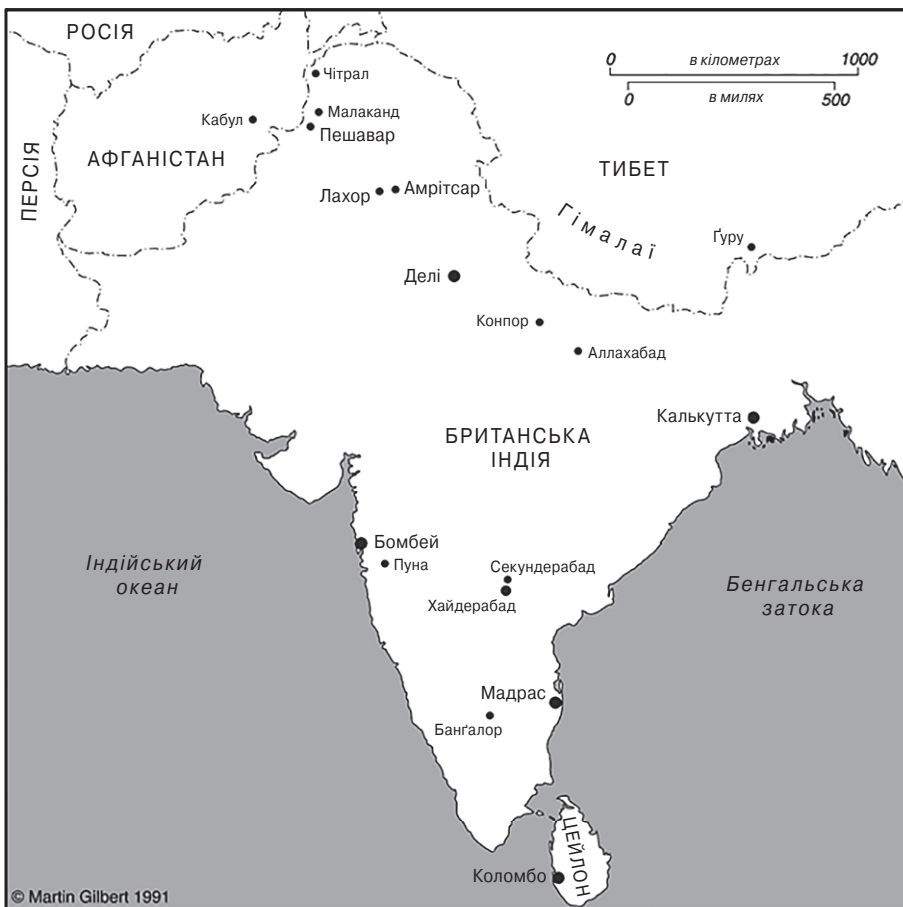 РОСІЯ
0
в кілометрах
1000
0
в милях
500
Чітрал
Малаканд
Кабул
Пешавар
АФГАНІСТАН
ПЕРСІЯ
ТИБЕТ
Лахор
Амрітсар
Гімалаї
Ґуру
Делі
Конпор
Аллахабад
Калькутта
БРИТАНСЬКА
ІНДІЯ
Бомбей
Пуна
Індійський
океан
Секундерабад
Хайдерабад
Бенгальська
затока
Мадрас
Банґалор
ЦЕЙЛОН
Коломбо
© Martin Gilbert 1991